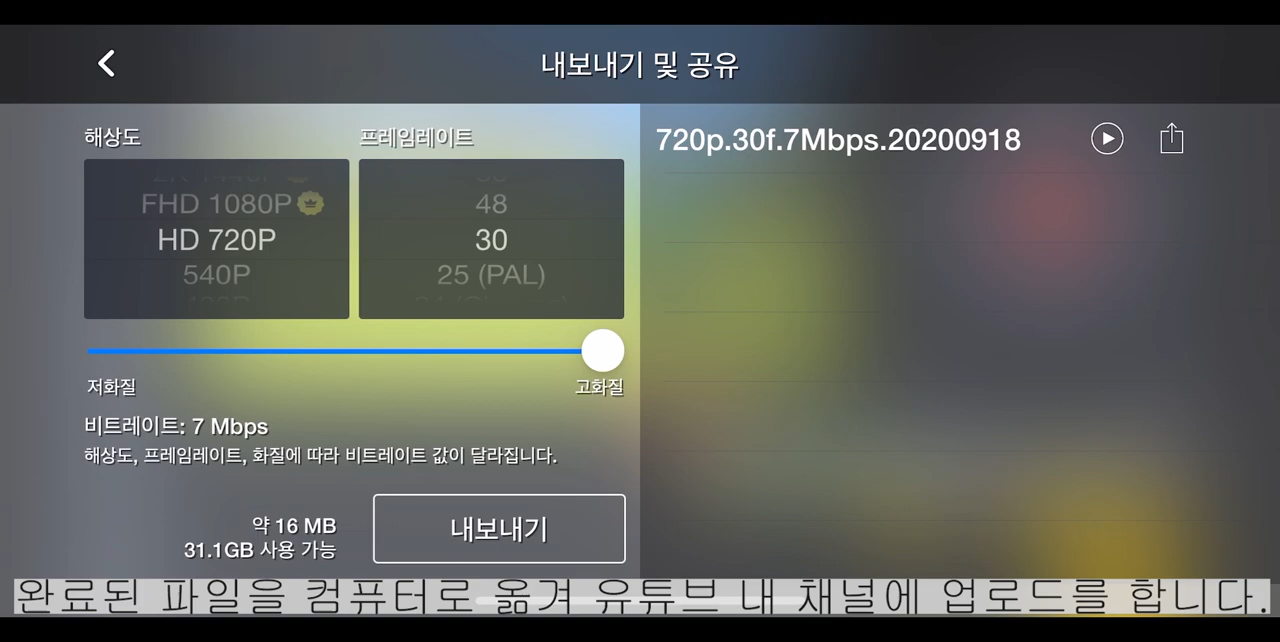 내보내기 및 공유
해상도
프레임레이트
FHD 1080P
48
HD 720P
30
540P
25 (PAL)
저화질
고화질
비트레이트: 7 Mbps
해상도, 프레임레이트, 화질에 따라 비트레이트 값이 달라집니다.
약 16 MB
31.1GB 사용 가능
내보내기
720p.30f.7Mbps.20200918
완료된 파일을 컴퓨터로 옮겨 유튜브 내 채널에 업로드를 합니다.